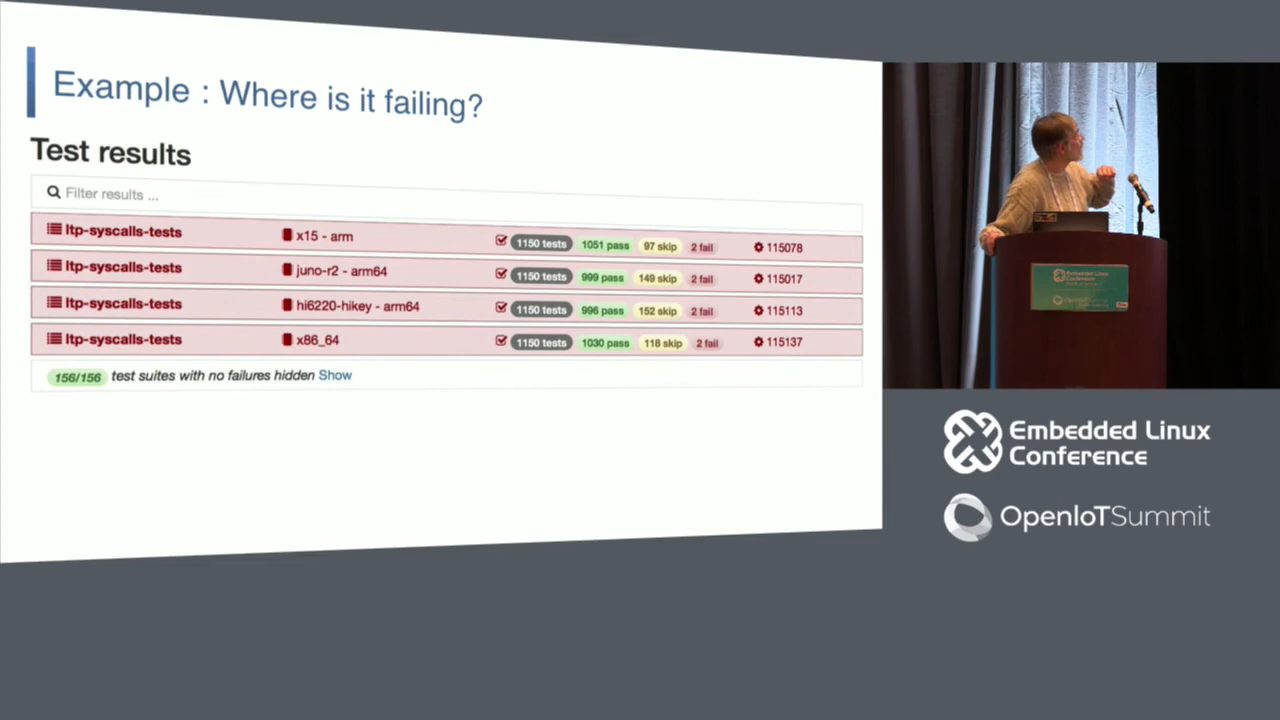 Example : Where is it failing?
Test results
Filter results ...
ltp-syscalls-tests x15 - arm 1150 tests 1051 pass 97 skip 2 fail 115078
ltp-syscalls-tests juno-r2 - arm64 1150 tests 999 pass 149 skip 2 fail 115017
ltp-syscalls-tests hi6220-hikey - arm64 1150 tests 996 pass 152 skip 2 fail 115113
ltp-syscalls-tests x86_64 1150 tests 1030 pass 118 skip 2 fail 115137
156/156 test suites with no failures hidden Show
Embedded Linux
Conference
OpenIoTSummit
Embedded Linux
Conference
OpenIoTSummit